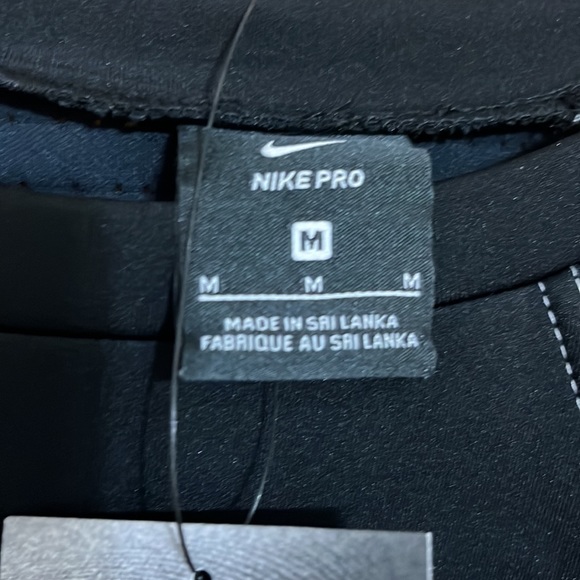 NIKE PRO
M
M M M
MADE IN SRI LANKA
FABRIQUE AU SRI LANKA